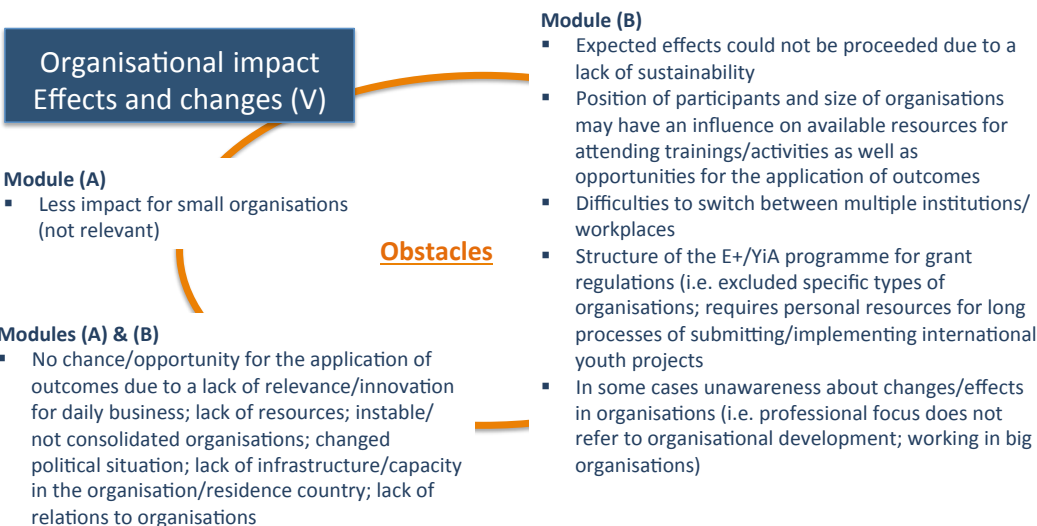 Organisational impact
Effects and changes (V)
Module (A)
▪ Less impact for small organisations
(not relevant)
Obstacles
Modules (A) & (B)
▪ No chance/opportunity for the application of
outcomes due to a lack of relevance/innovation
for daily business; lack of resources; instable/
not consolidated organisations; changed
political situation; lack of infrastructure/capacity
in the organisation/residence country; lack of
relations to organisations
Module (B)
▪ Expected effects could not be proceeded due to a
lack of sustainability
▪ Position of participants and size of organisations
may have an influence on available resources for
attending trainings/activities as well as
opportunities for the application of outcomes
▪ Difficulties to switch between multiple institutions/
workplaces
▪ Structure of the E+/YiA programme for grant
regulations (i.e. excluded specific types of
organisations; requires personal resources for long
processes of submitting/implementing international
youth projects
▪ In some cases unawareness about changes/effects
in organisations (i.e. professional focus does not
refer to organisational development; working in big
organisations)